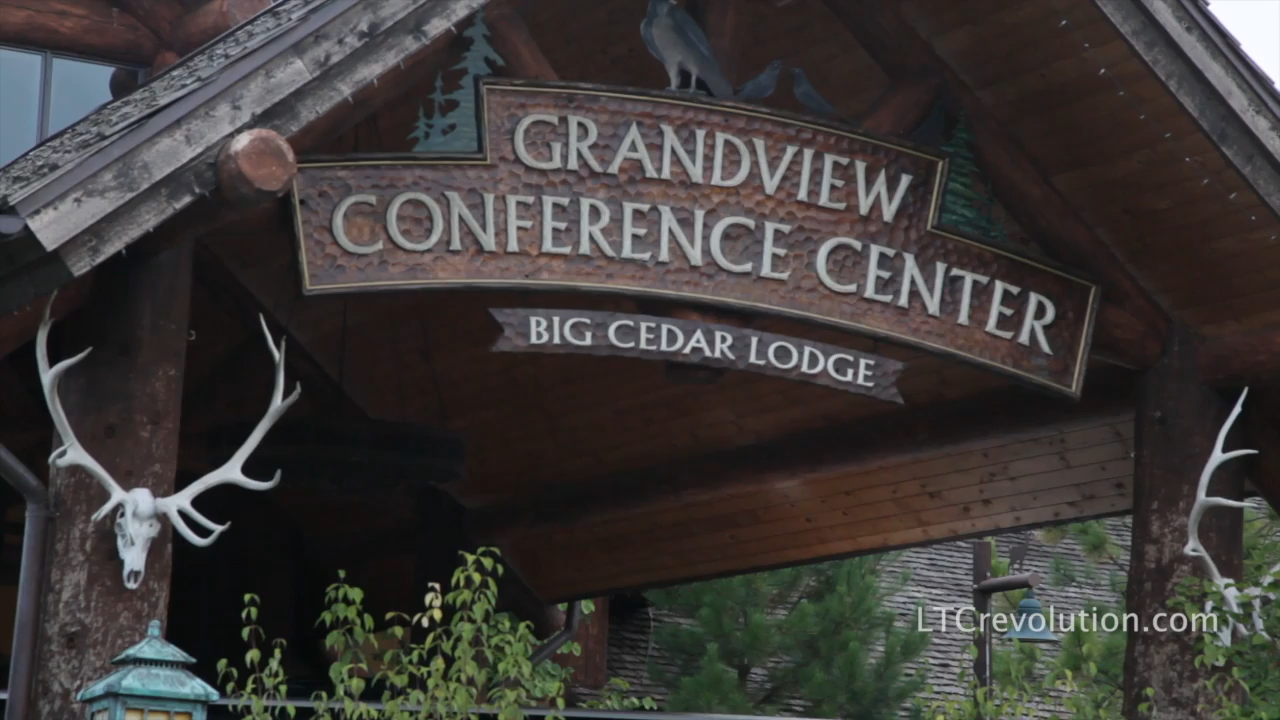 GRANDVIEW
CONFERENCE CENTER
BIG CEDAR LODGE
LTCrevolution.com